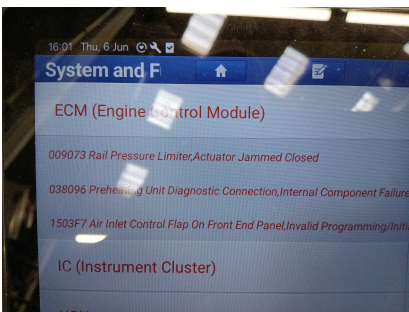 16:01 Thu, 6 Jun
System and F
ECM (Engine Control Module)
009073 Rail Pressure Limiter,Actuator Jammed Closed
038096 Preheating Unit Diagnostic Connection,Internal Component Failure
1503F7 Air Inlet Control Flap On Front End Panel,Invalid Programming/Initi
IC (Instrument Cluster)